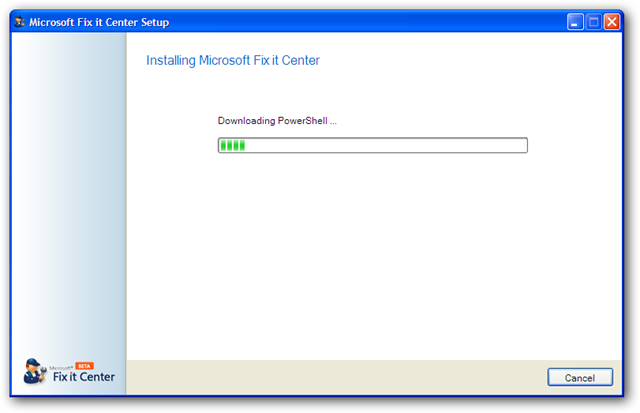 Microsoft Fix it Center Setup
Installing Microsoft Fix it Center
Downloading PowerShell ...
Microsoft® BETA
Fix it Center
Cancel